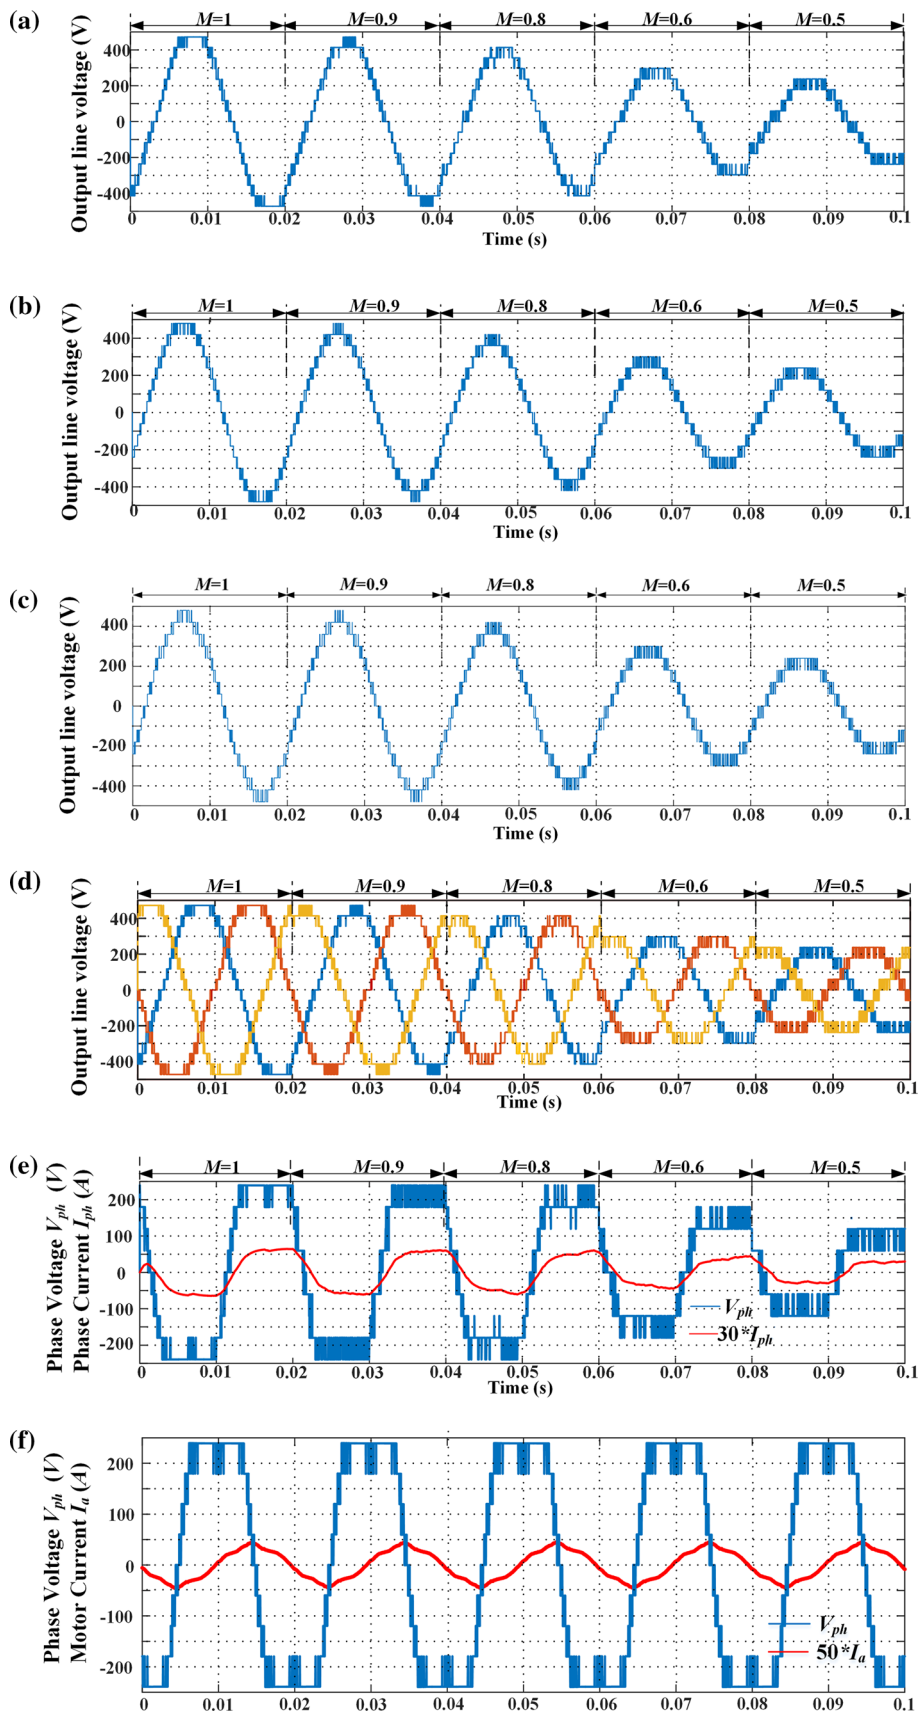 (a)
M=1 M=0.9 M=0.8 M=0.6 M=0.5
Output line voltage (V)
400
200
0
-200
-400
0 0.01 0.02 0.03 0.04 0.05 0.06 0.07 0.08 0.09 0.1
Time (s)
(b)
M=1 M=0.9 M=0.8 M=0.6 M=0.5
Output line voltage (V)
400
200
0
-200
-400
0 0.01 0.02 0.03 0.04 0.05 0.06 0.07 0.08 0.09 0.1
Time (s)
(c)
M=1 M=0.9 M=0.8 M=0.6 M=0.5
Output line voltage (V)
400
200
0
-200
-400
0 0.01 0.02 0.03 0.04 0.05 0.06 0.07 0.08 0.09 0.1
Time (s)
(d)
M=1 M=0.9 M=0.8 M=0.6 M=0.5
Output line voltage (V)
400
200
0
-200
-400
0 0.01 0.02 0.03 0.04 0.05 0.06 0.07 0.08 0.09 0.1
Time (s)
(e)
M=1 M=0.9 M=0.8 M=0.6 M=0.5
Phase Voltage Vph (V)
Phase Current Iph (A)
200
100
0
-100
-200
Vph
30*Iph
0 0.01 0.02 0.03 0.04 0.05 0.06 0.07 0.08 0.09 0.1
Time (s)
(f)
Phase Voltage Vph (V)
Motor Current Ia (A)
200
100
0
-100
-200
Vph
50*Ia
0 0.01 0.02 0.03 0.04 0.05 0.06 0.07 0.08 0.09 0.1